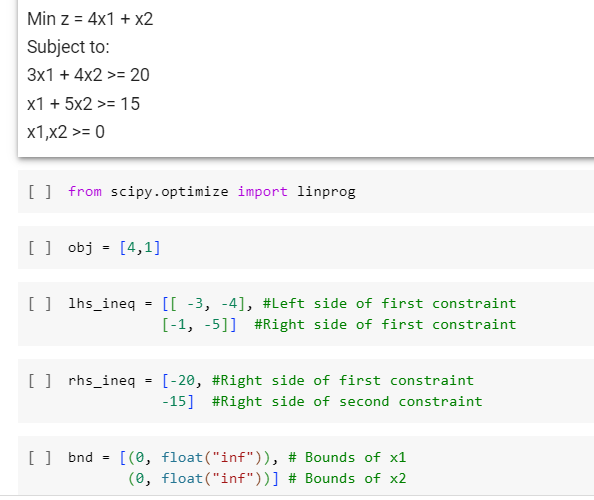 Min z = 4x1 + x2
Subject to:
3x1 + 4x2 >= 20
x1 + 5x2 >= 15
x1,x2 >= 0
[ ] from scipy.optimize import linprog
[ ] obj = [4,1]
[ ] lhs_ineq = [[ -3, -4], #Left side of first constraint
[-1, -5]] #Right side of first constraint
[ ] rhs_ineq = [-20, #Right side of first constraint
-15] #Right side of second constraint
[ ] bnd = [(0, float("inf")), # Bounds of x1
(0, float("inf"))] # Bounds of x2